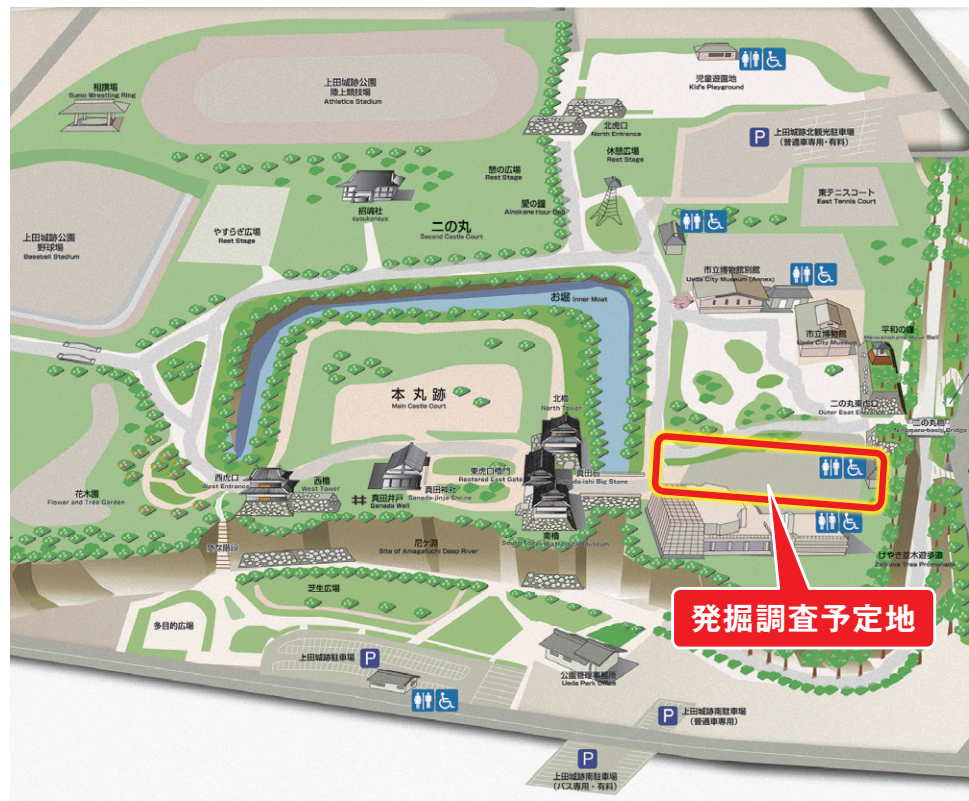 相撲場
Sumo Wrestling Ring
上田城跡公園
陸上競技場
Athletics Stadium
児童遊園地
Kid's Playground
北虎口
North Entrance
P
上田城跡北観光駐車場
(普通車専用・有料)
休憩広場
Rest Stage
憩の広場
Rest Stage
愛の鐘
Ainokane Hour Bell
招魂社
syoukonsya
二の丸
Second Castle Court
東テニスコート
East Tennis Court
上田城跡公園
野球場
Baseball Stadium
やすらぎ広場
Rest Stage
市立博物館別館
Ueda City Museum (Annex)
お堀 Inner Moat
市立博物館
Ueda City Museum
平和の鐘
Heiwanokane Hour Bell
本丸跡
Main Castle Court
北櫓
North Tower
二の丸東虎口
Outer East Entrance
二の丸橋
花木園
Flower and Tree Garden
西虎口
West Entrance
西櫓
West Tower
真田井戸
Sanada Well
真田神社
Sanada-jinja Shrine
東虎口櫓門
Restored East Gate
真田石
南櫓
尼ケ淵
Site of Amagafuchi Deep River
急な階段
けやき並木遊歩道
Zelkova Tree Promenade
発掘調査予定地
芝生広場
多目的広場
上田城跡駐車場
P
公園管理事務所
Ueda Park Office
P
上田城跡南駐車場
(普通車専用)
P
上田城跡南駐車場
(バス専用・有料)